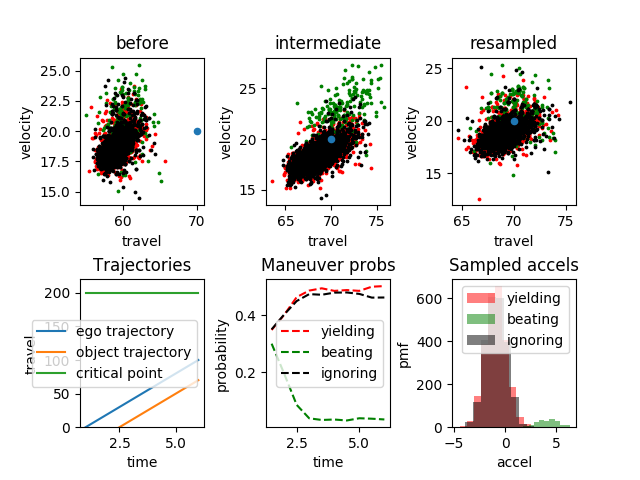 before
intermediate
resampled
25.0
22.5
20.0
17.5
15.0
velocity
60
70
travel
25
20
15
velocity
65
70
75
travel
25
20
15
velocity
65
70
75
travel
Trajectories
Maneuver probs
Sampled accels
200
150
100
50
0
travel
ego trajectory
object trajectory
critical point
2.5
5.0
time
0.4
0.2
probability
yielding
beating
ignoring
2.5
5.0
time
600
400
200
0
pmf
yielding
beating
ignoring
-5
0
5
accel